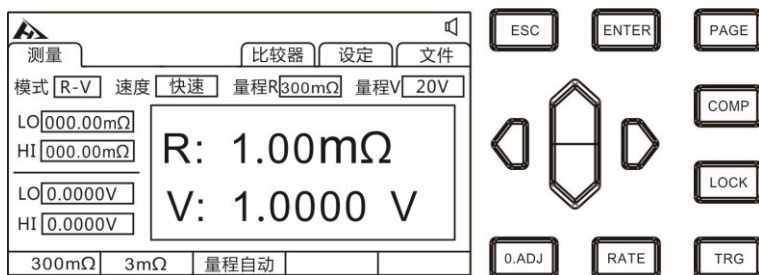 测量 比较器 设定 文件
模式 R-V 速度 快速 量程R 300mΩ 量程V 20V
LO 000.00mΩ
HI 000.00mΩ
R: 1.00mΩ
LO 0.0000V
HI 0.0000V
V: 1.0000 V
300mΩ 3mΩ 量程自动
ESC ENTER PAGE
COMP
LOCK
0.ADJ RATE TRG